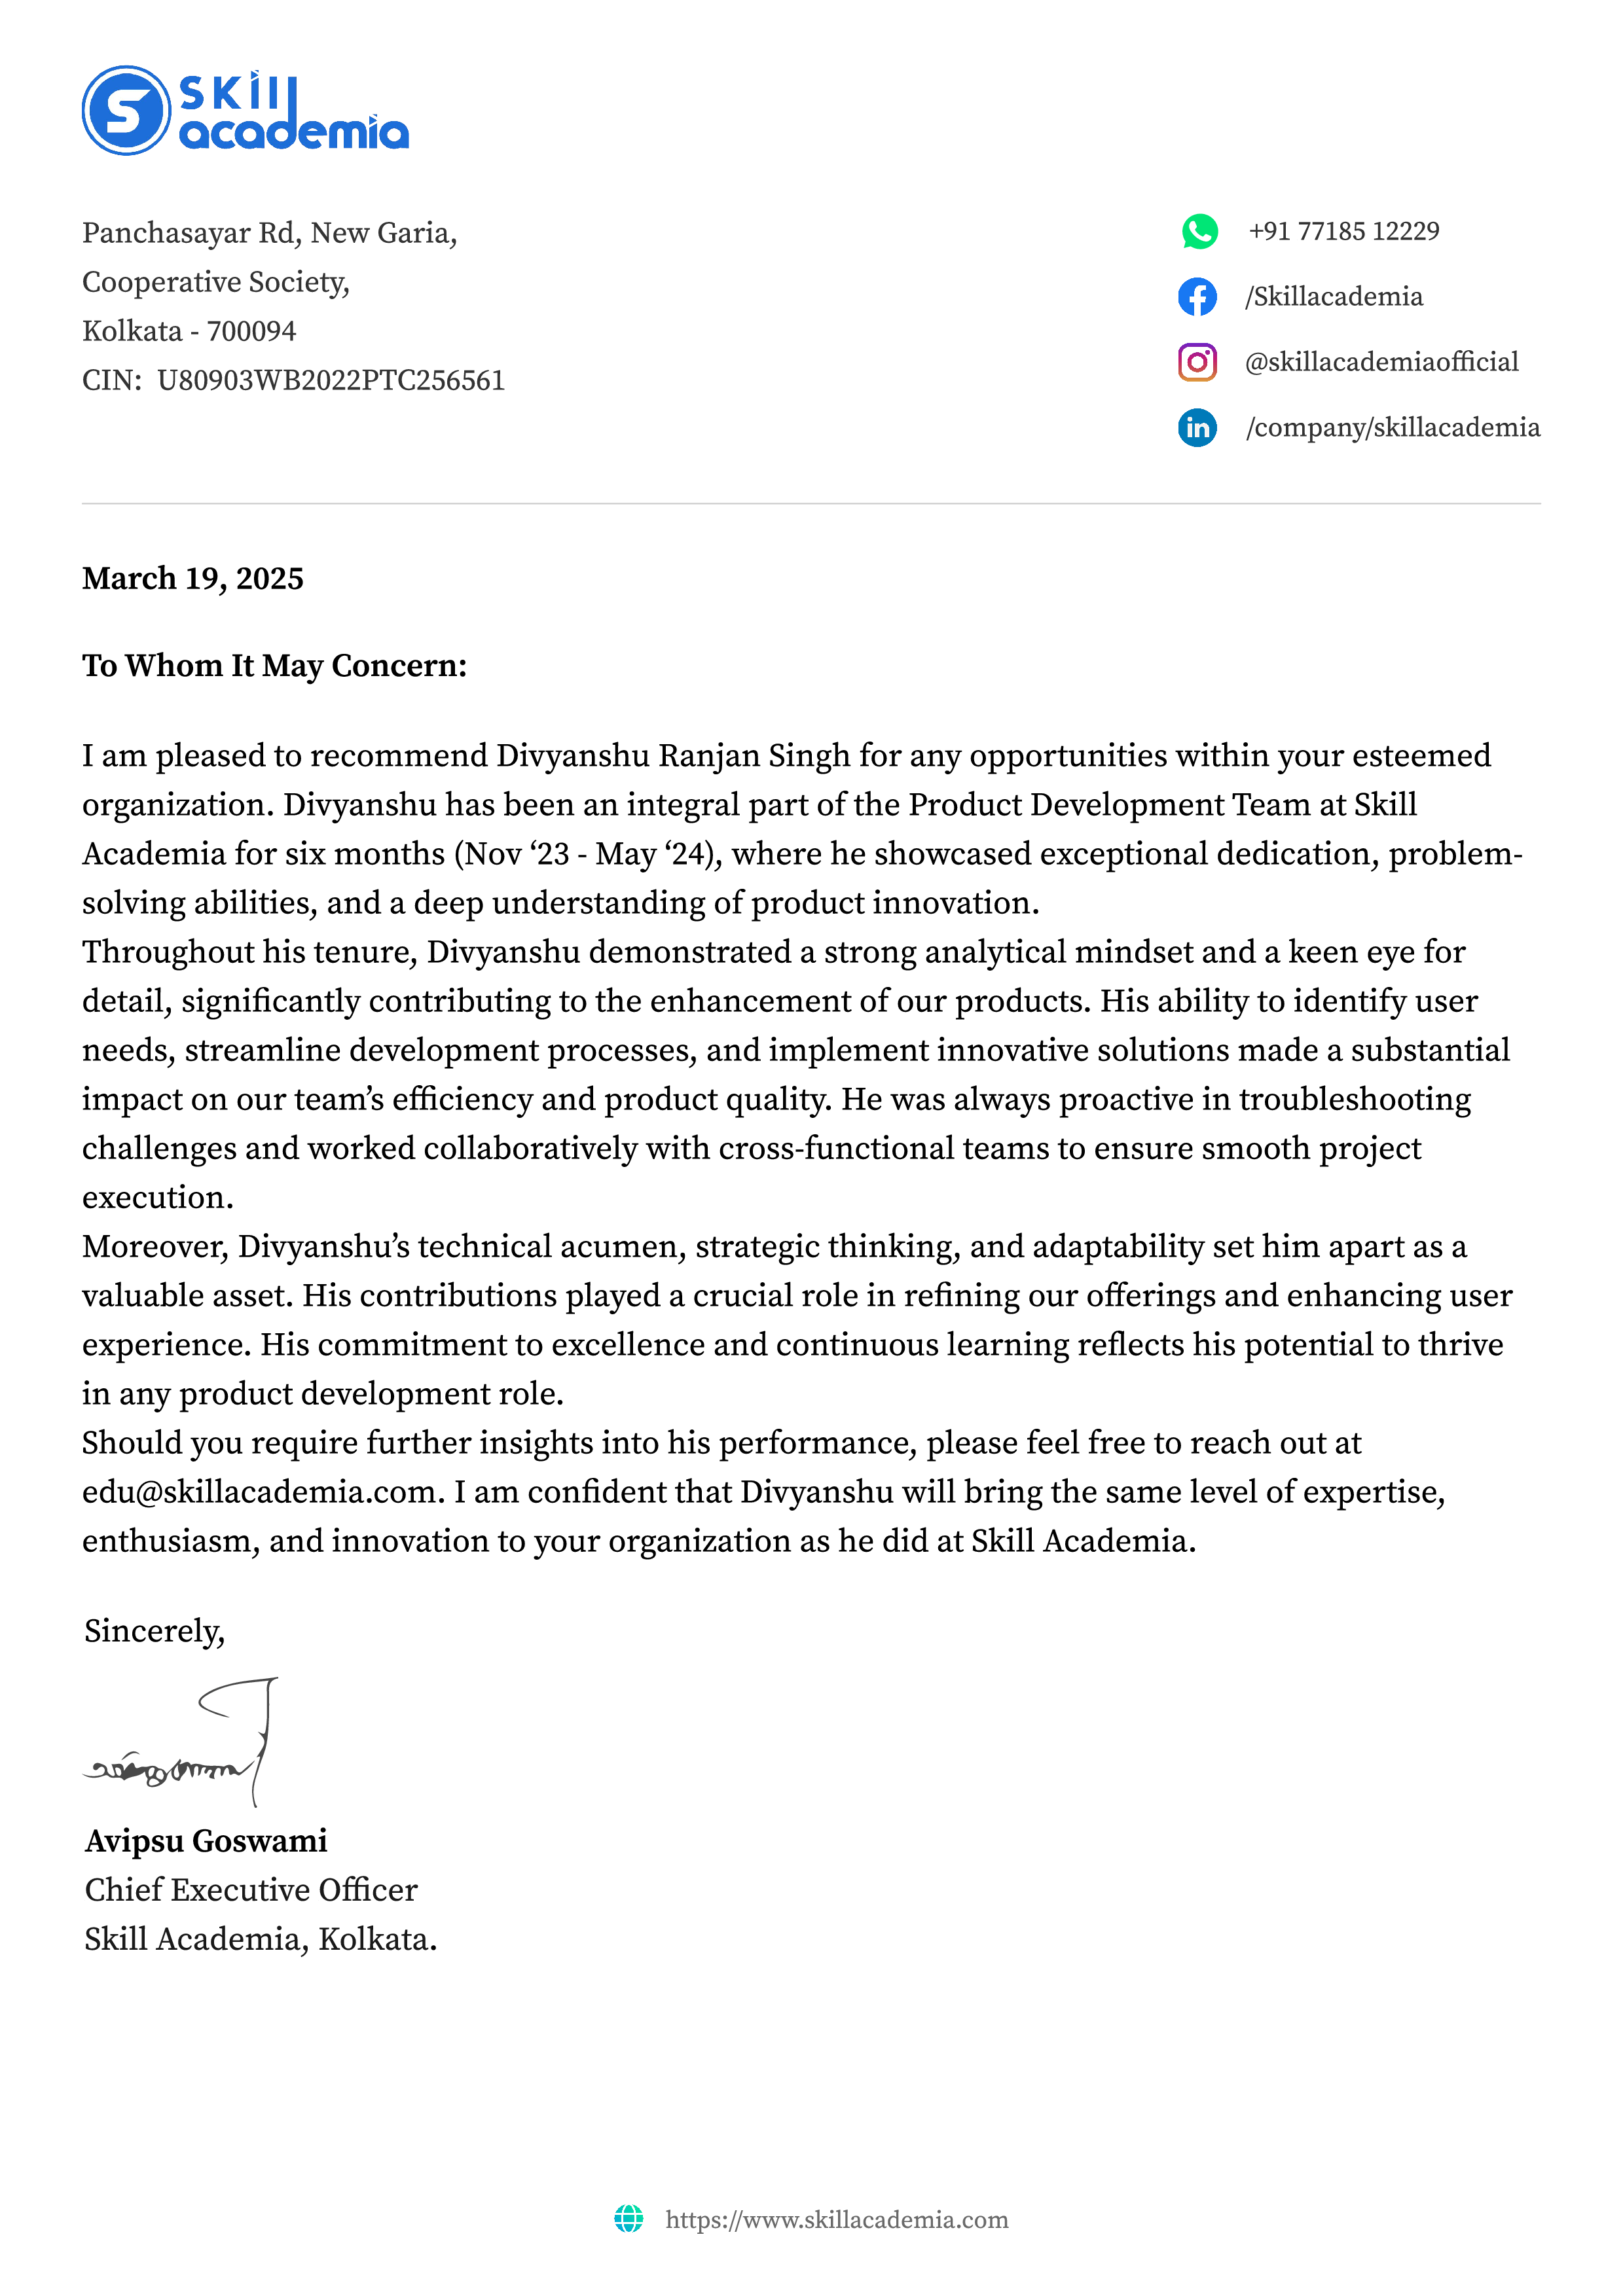 Skill
academia
Panchasayar Rd, New Garia,
Cooperative Society,
Kolkata - 700094
CIN: U80903WB2022PTC256561
+91 77185 12229
/Skillacademia
@skillacademiaofficial
/company/skillacademia
March 19, 2025
To Whom It May Concern:
I am pleased to recommend Divyanshu Ranjan Singh for any opportunities within your esteemed
organization. Divyanshu has been an integral part of the Product Development Team at Skill
Academia for six months (Nov ‘23 - May ‘24), where he showcased exceptional dedication, problem-
solving abilities, and a deep understanding of product innovation.
Throughout his tenure, Divyanshu demonstrated a strong analytical mindset and a keen eye for
detail, significantly contributing to the enhancement of our products. His ability to identify user
needs, streamline development processes, and implement innovative solutions made a substantial
impact on our team’s efficiency and product quality. He was always proactive in troubleshooting
challenges and worked collaboratively with cross-functional teams to ensure smooth project
execution.
Moreover, Divyanshu’s technical acumen, strategic thinking, and adaptability set him apart as a
valuable asset. His contributions played a crucial role in refining our offerings and enhancing user
experience. His commitment to excellence and continuous learning reflects his potential to thrive
in any product development role.
Should you require further insights into his performance, please feel free to reach out at
edu@skillacademia.com. I am confident that Divyanshu will bring the same level of expertise,
enthusiasm, and innovation to your organization as he did at Skill Academia.
Sincerely,
Avipsu Goswami
Chief Executive Officer
Skill Academia, Kolkata.
https://www.skillacademia.com